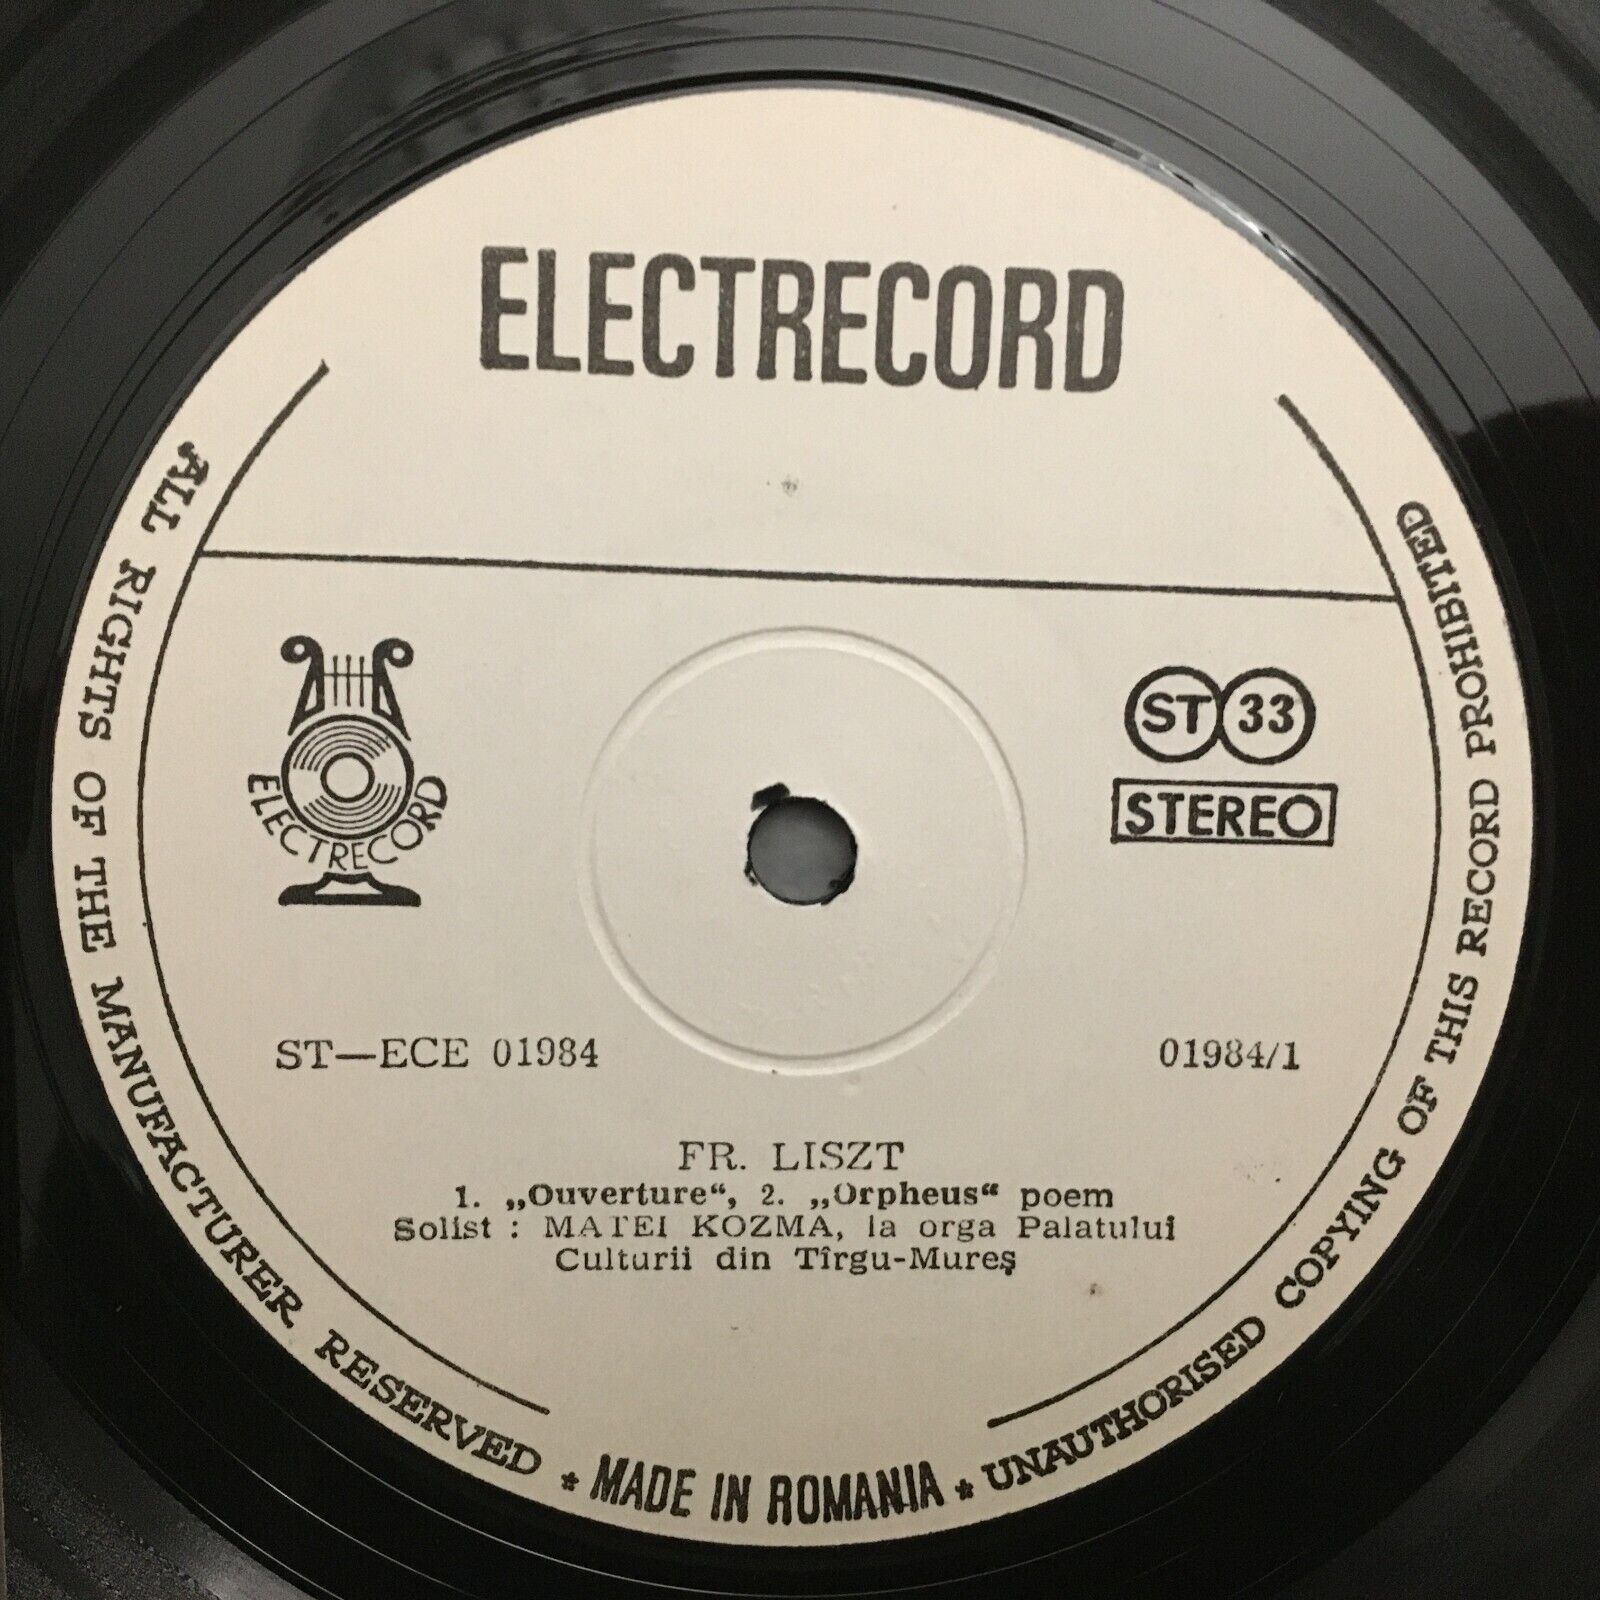 ELECTRECORD
ELECTRECORD
ST 33
STEREO
ST—ECE 01984
01984/1
FR. LISZT
1. „Ouverture“, 2. „Orpheus“ poem
Solist : MATEI KOZMA, la orga Palatului
Culturii din Tîrgu-Mureş
ALL RIGHTS OF THE MANUFACTURER RESERVED * MADE IN ROMANIA * UNAUTHORISED COPYING OF THIS RECORD PROHIBITED